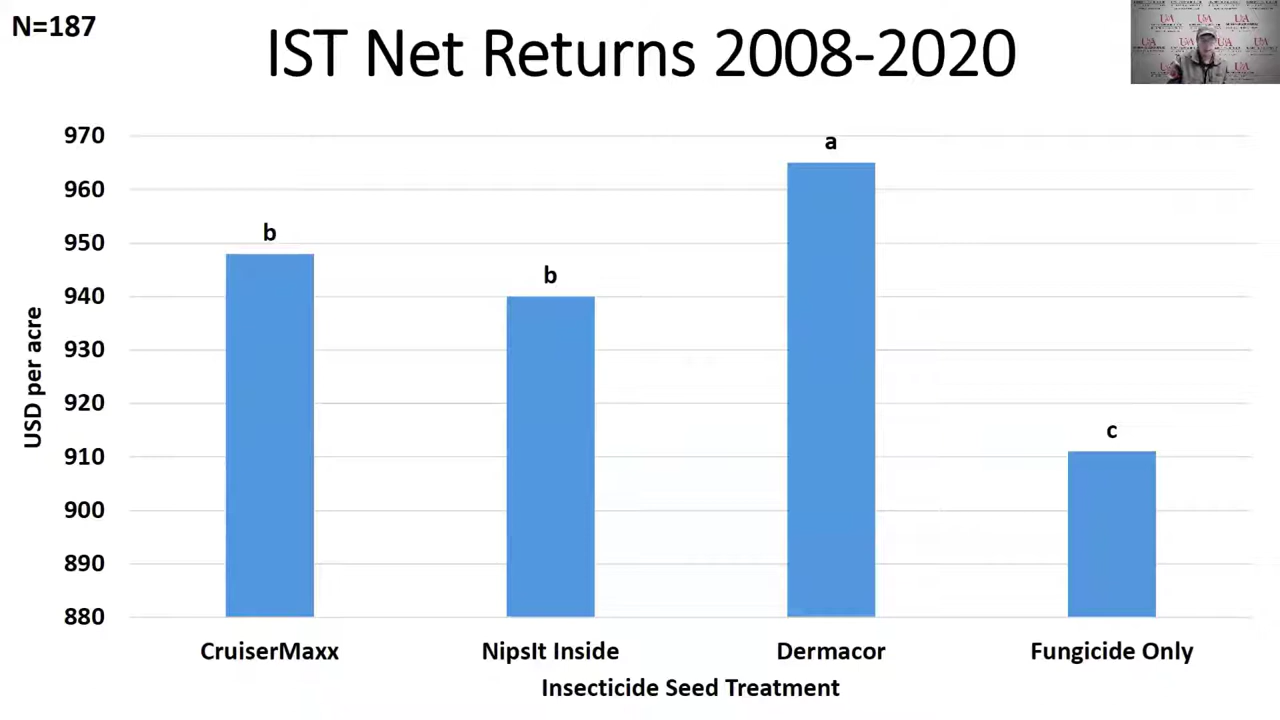 N=187
IST Net Returns 2008-2020
970
960
950
940
930
920
910
900
890
880
USD per acre
b
b
a
c
CruiserMaxx
NipsIt Inside
Dermacor
Fungicide Only
Insecticide Seed Treatment